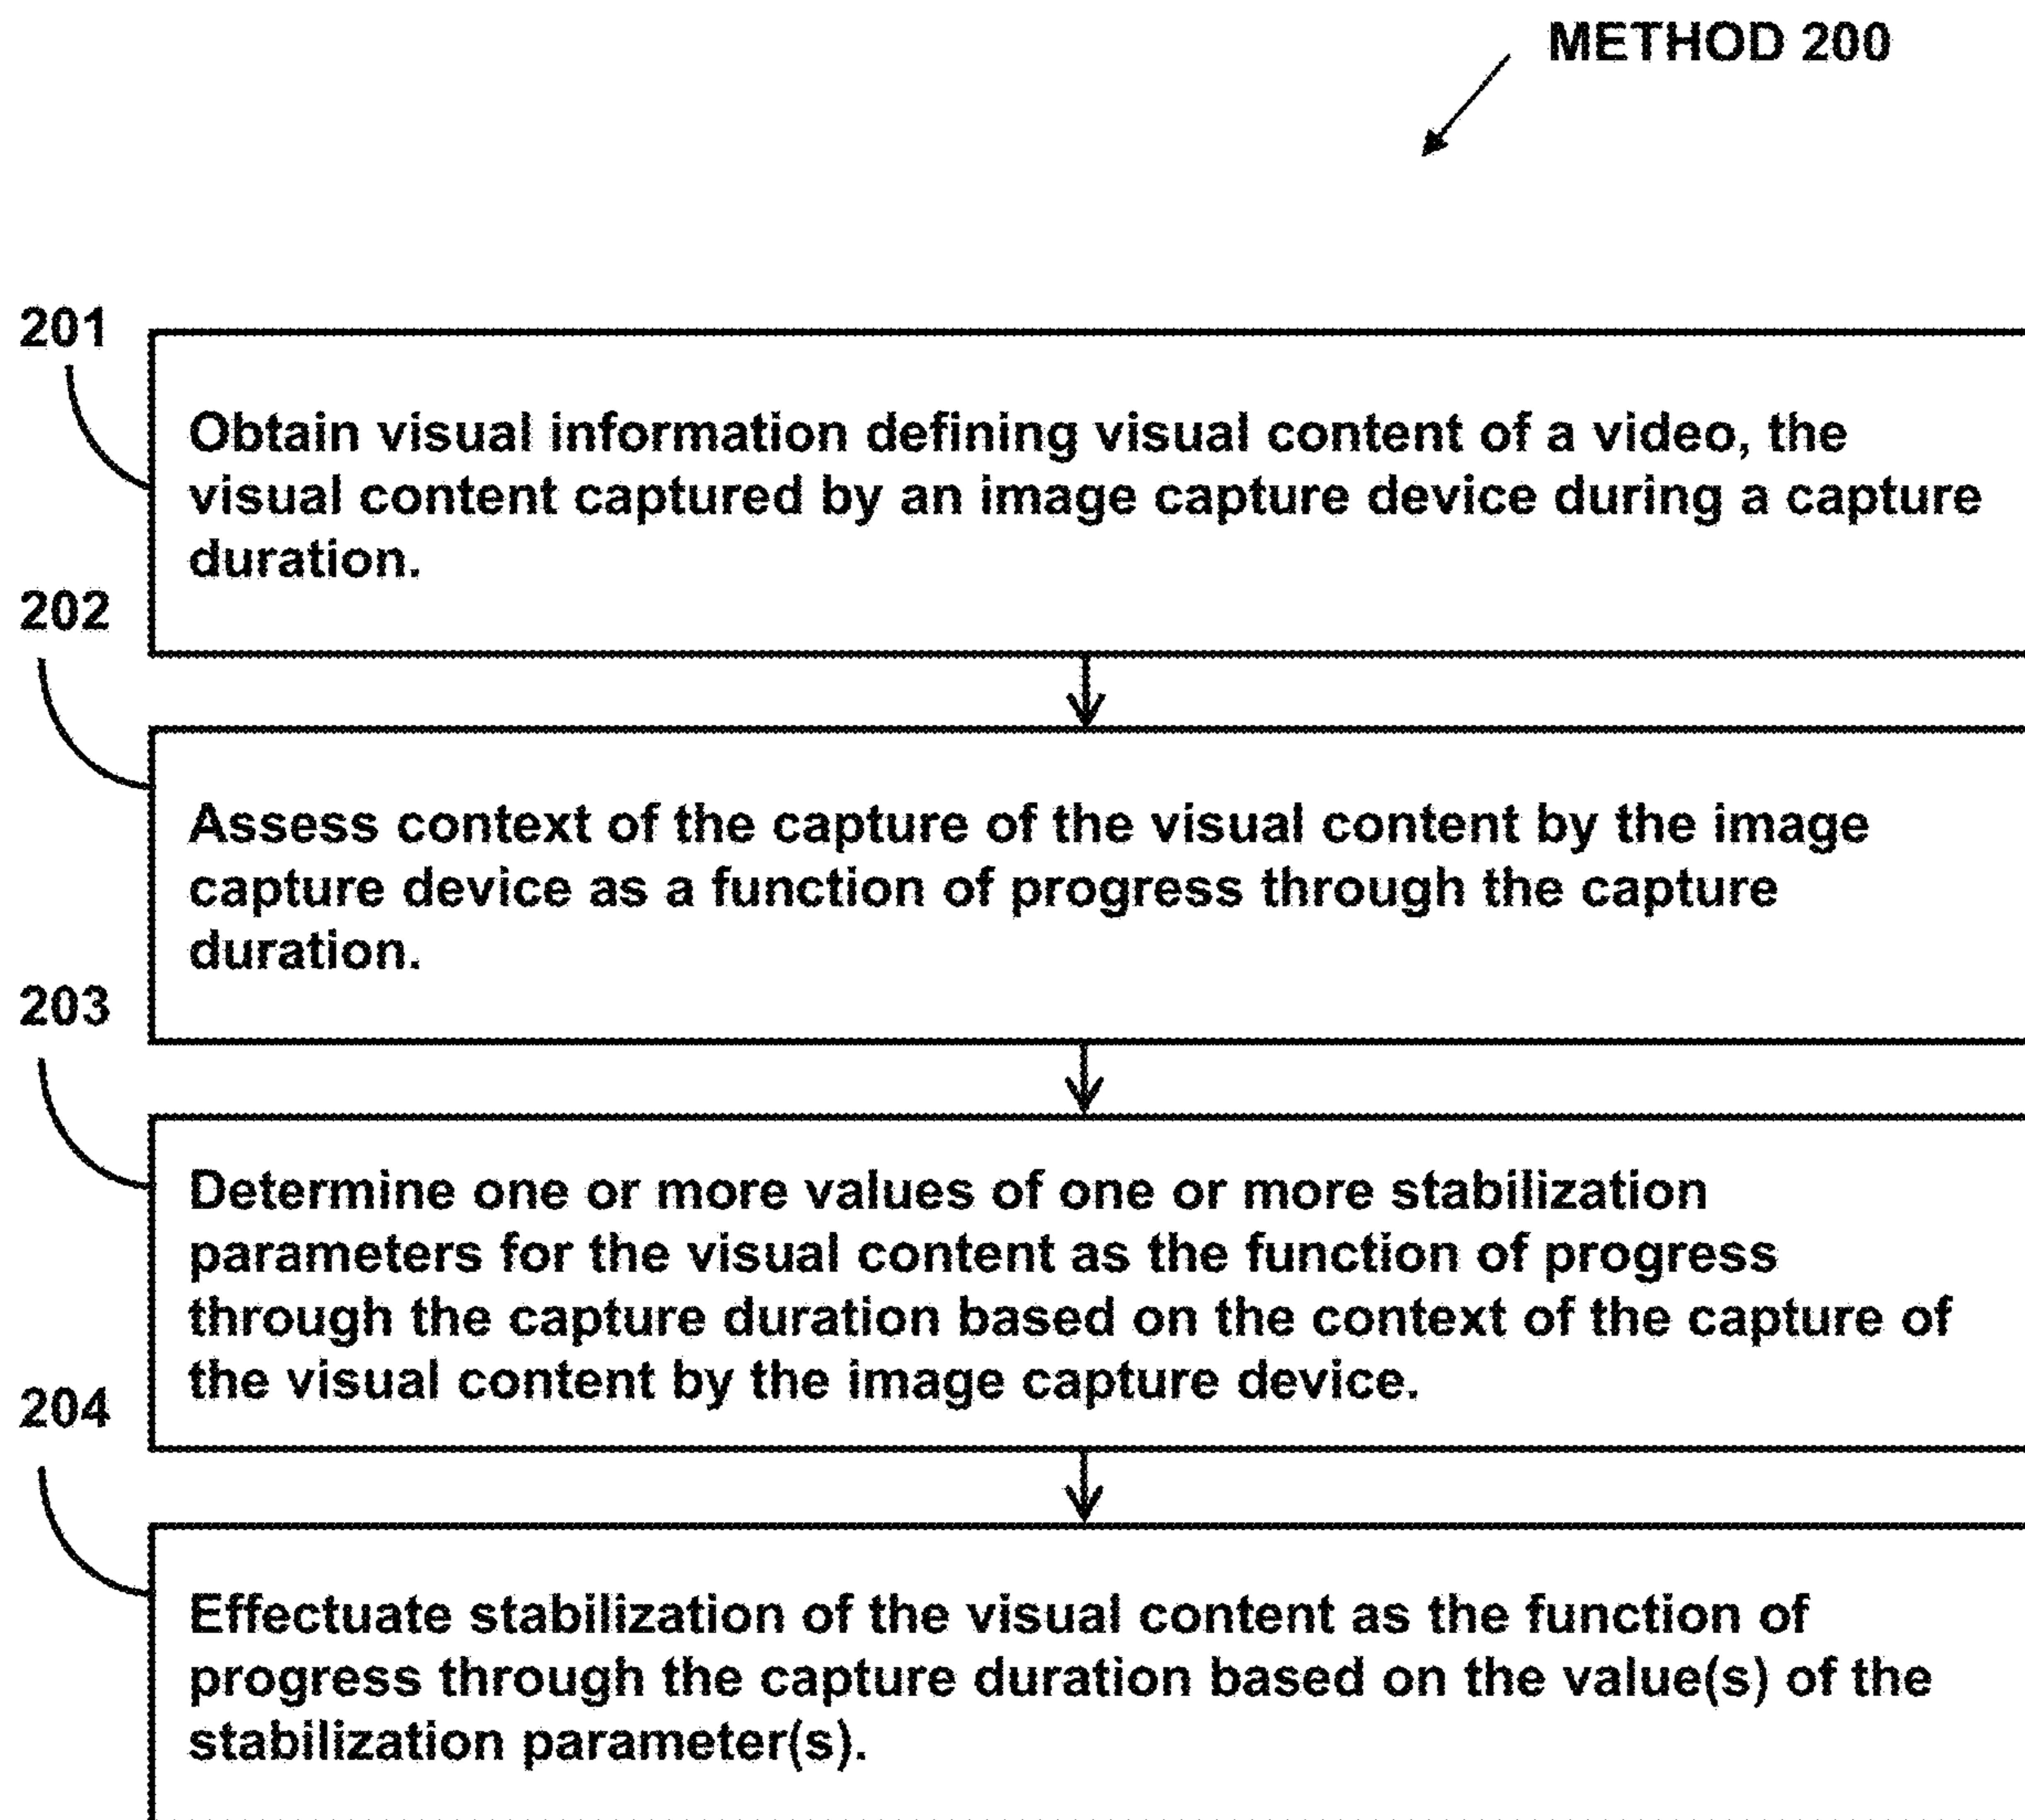 METHOD 200
201
Obtain visual information defining visual content of a video, the
visual content captured by an image capture device during a capture
duration.
202
Assess context of the capture of the visual content by the image
capture device as a function of progress through the capture
duration.
203
Determine one or more values of one or more stabilization
parameters for the visual content as the function of progress
through the capture duration based on the context of the capture of
the visual content by the image capture device.
204
Effectuate stabilization of the visual content as the function of
progress through the capture duration based on the value(s) of the
stabilization parameter(s).